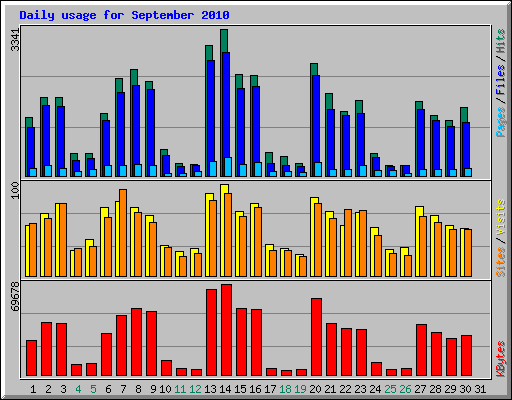 Daily usage for September 2010
3341
Pages / Files / Hits
100
Sites / Visits
69678
KBytes
1 2 3 4 5 6 7 8 9 10 11 12 13 14 15 16 17 18 19 20 21 22 23 24 25 26 27 28 29 30 31